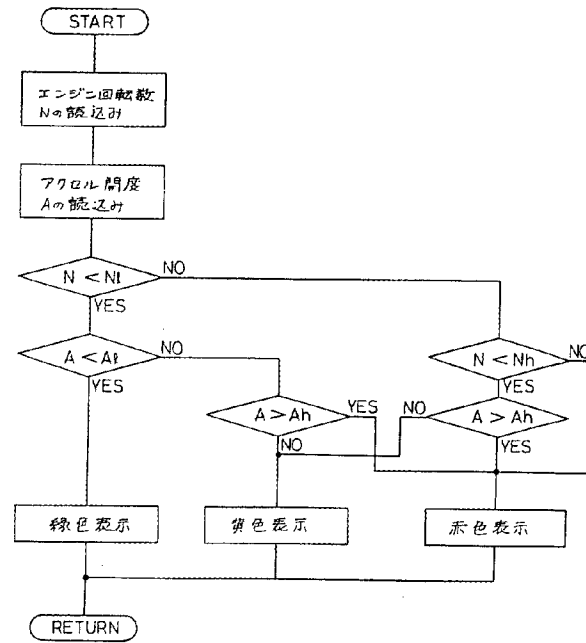 START
エンジン回転数
Nの読込み
アクセル開度
Aの読込み
N < Nl
NO
YES
A < Al
NO
YES
N < Nh
NO
YES
A > Ah
YES
NO
A > Ah
NO
YES
緑色表示
黄色表示
赤色表示
RETURN